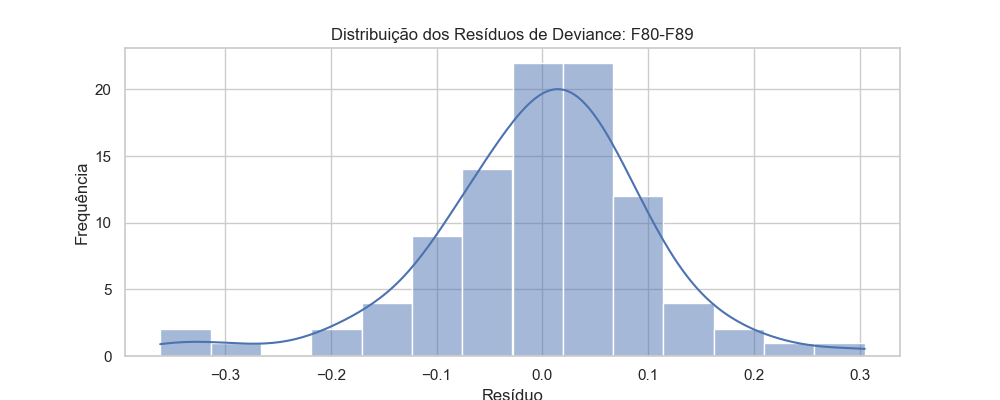 Distribuição dos Resíduos de Deviance: F80-F89
Frequência
20
15
10
5
0
−0.3 −0.2 −0.1 0.0 0.1 0.2 0.3
Resíduo